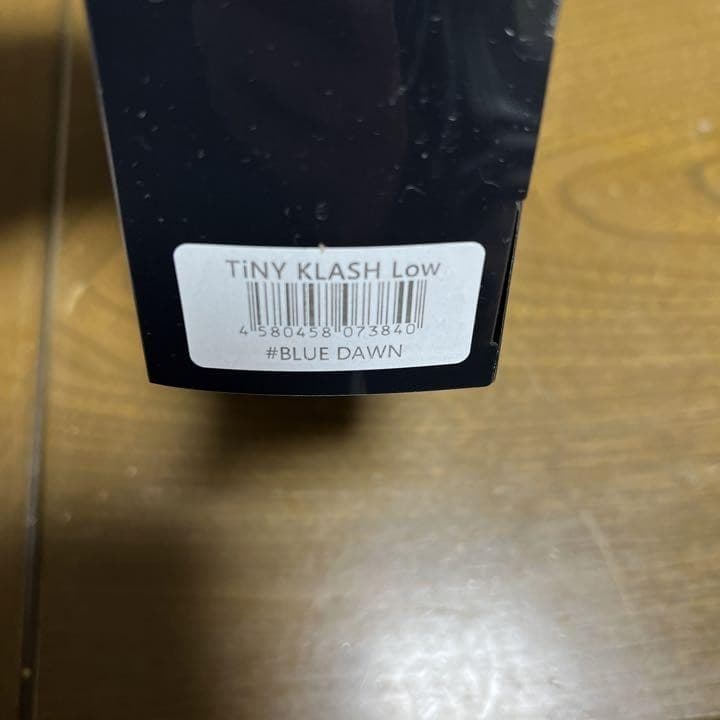 TiNY KLASH Low
4 580458 073840
#BLUE DAWN